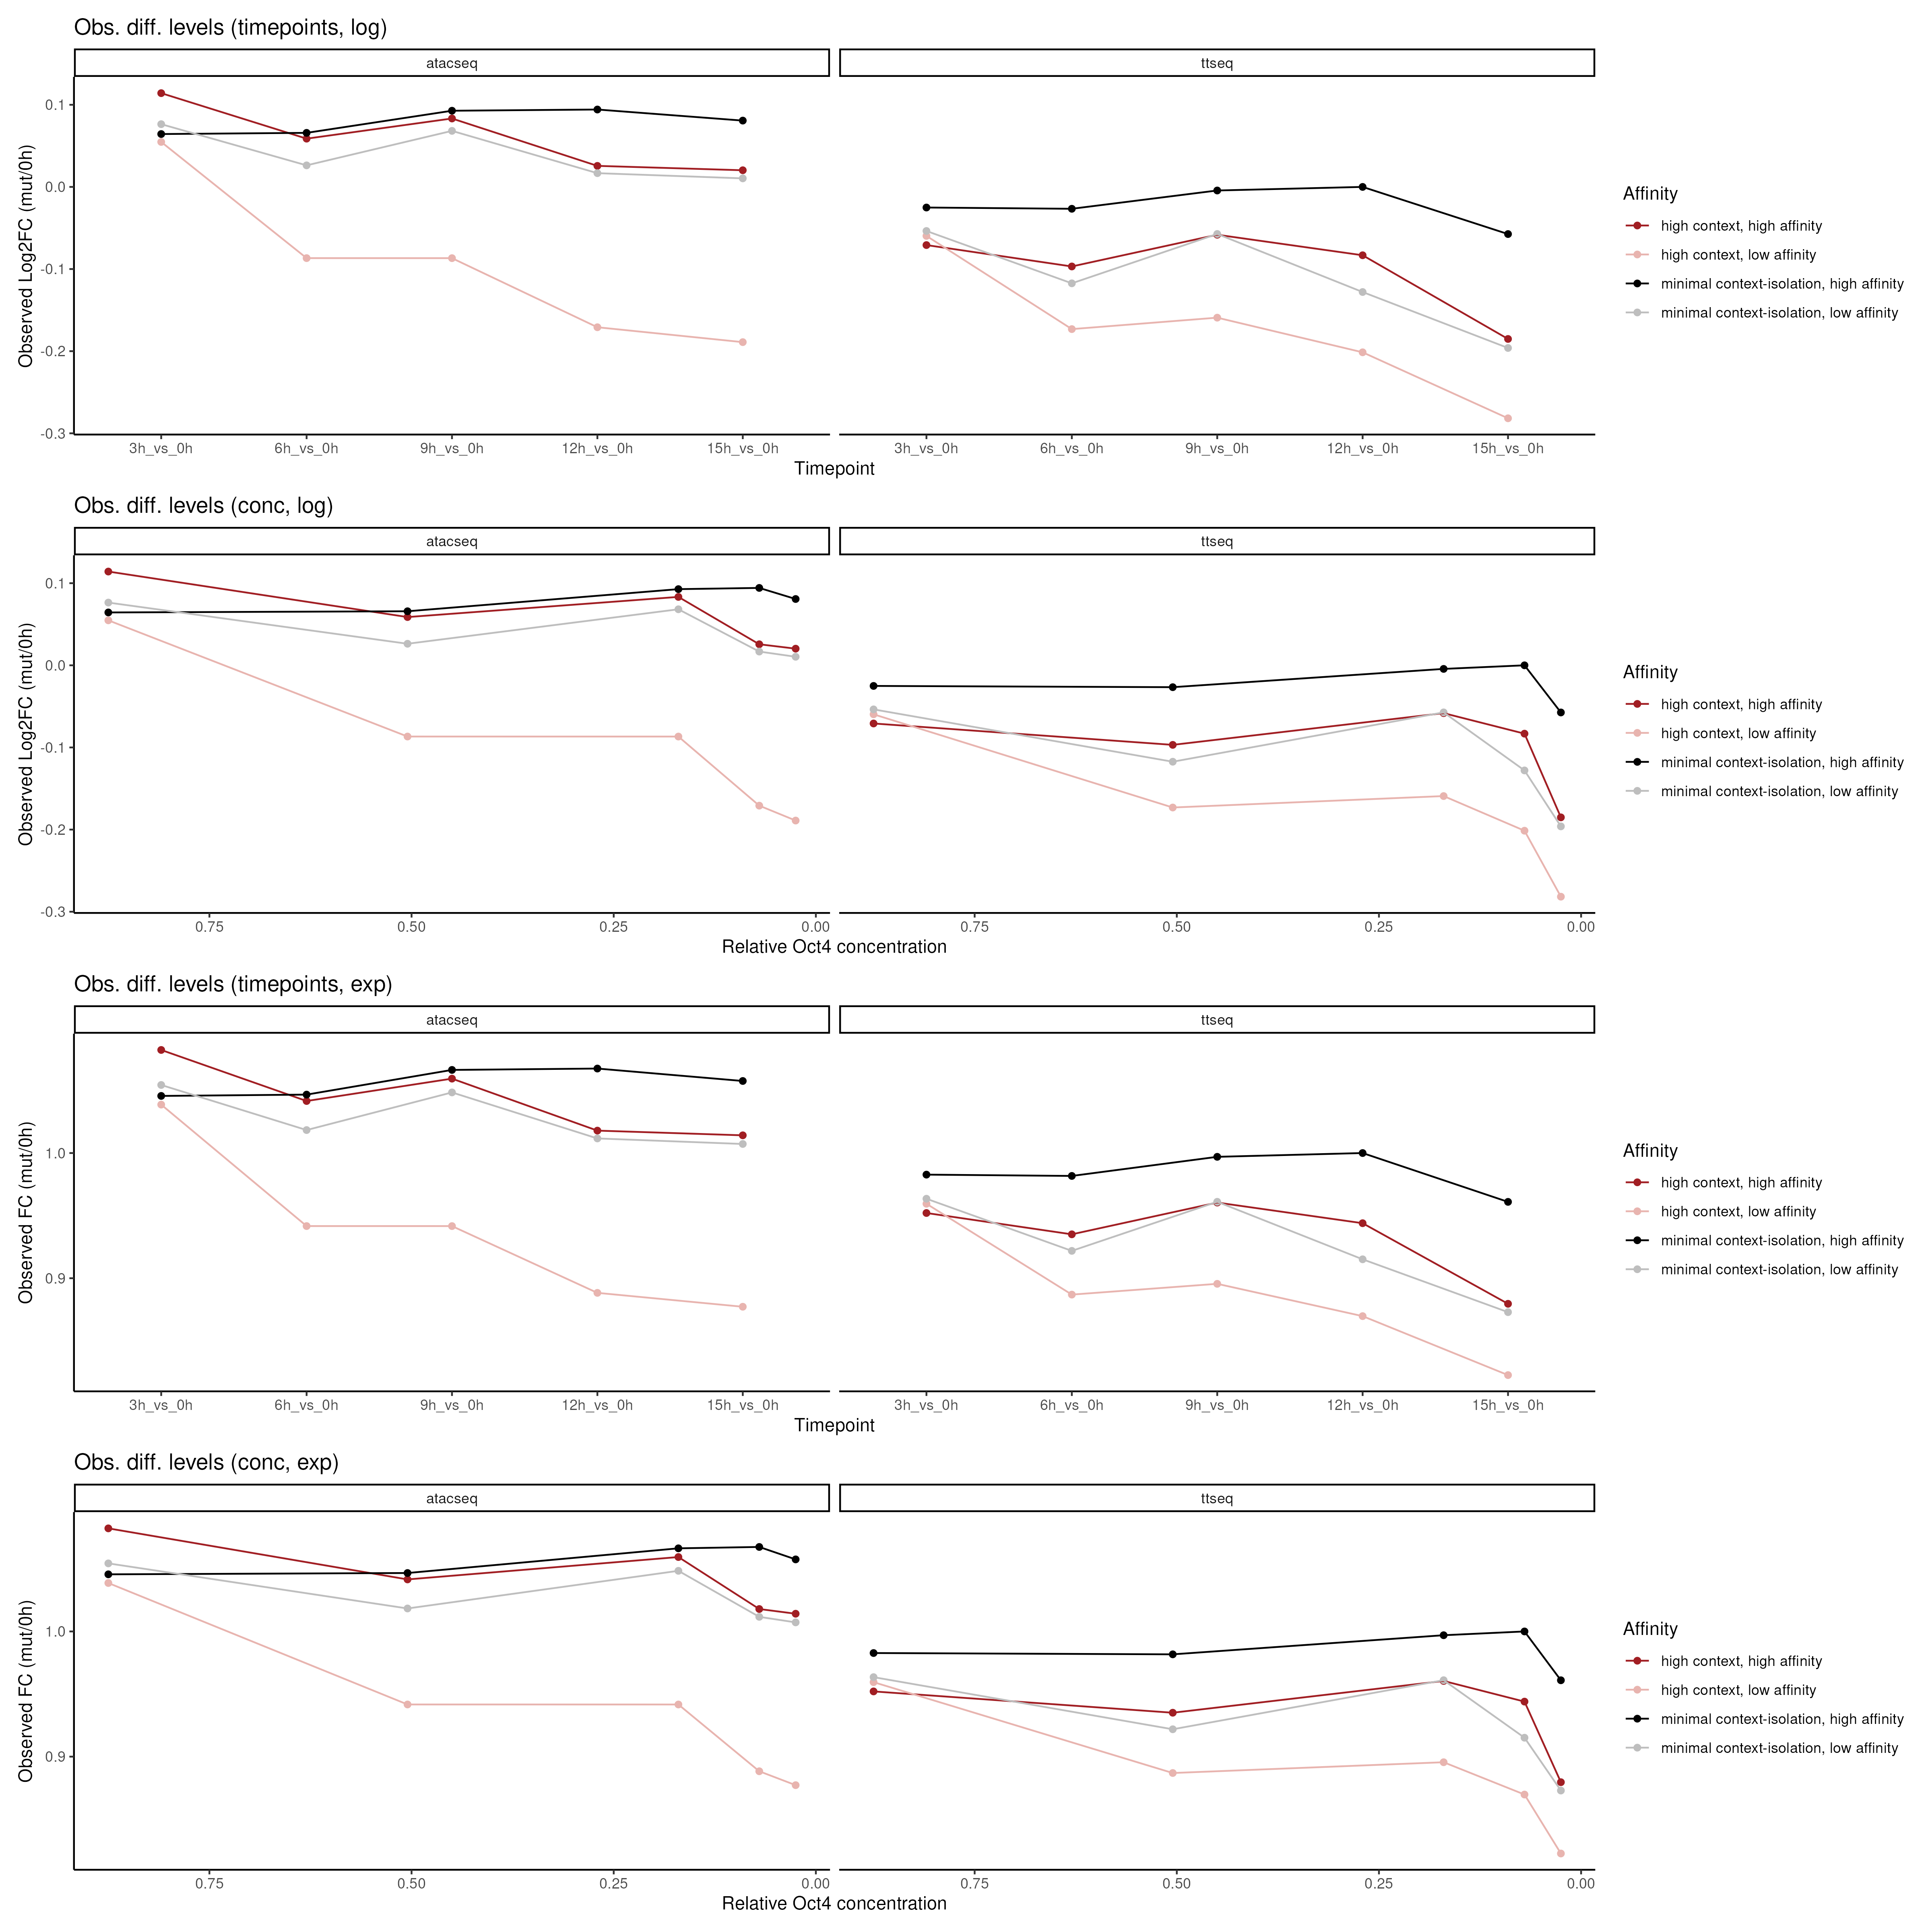 Obs. diff. levels (timepoints, log)
atacseq
ttseq
Observed Log2FC (mut/0h)
0.1
0.0
-0.1
-0.2
-0.3
3h_vs_0h 6h_vs_0h 9h_vs_0h 12h_vs_0h 15h_vs_0h
3h_vs_0h 6h_vs_0h 9h_vs_0h 12h_vs_0h 15h_vs_0h
Timepoint
Affinity
high context, high affinity
high context, low affinity
minimal context-isolation, high affinity
minimal context-isolation, low affinity
Obs. diff. levels (conc, log)
atacseq
ttseq
Observed Log2FC (mut/0h)
0.1
0.0
-0.1
-0.2
-0.3
0.75 0.50 0.25 0.00
0.75 0.50 0.25 0.00
Relative Oct4 concentration
Affinity
high context, high affinity
high context, low affinity
minimal context-isolation, high affinity
minimal context-isolation, low affinity
Obs. diff. levels (timepoints, exp)
atacseq
ttseq
Observed FC (mut/0h)
1.0
0.9
3h_vs_0h 6h_vs_0h 9h_vs_0h 12h_vs_0h 15h_vs_0h
3h_vs_0h 6h_vs_0h 9h_vs_0h 12h_vs_0h 15h_vs_0h
Timepoint
Affinity
high context, high affinity
high context, low affinity
minimal context-isolation, high affinity
minimal context-isolation, low affinity
Obs. diff. levels (conc, exp)
atacseq
ttseq
Observed FC (mut/0h)
1.0
0.9
0.75 0.50 0.25 0.00
0.75 0.50 0.25 0.00
Relative Oct4 concentration
Affinity
high context, high affinity
high context, low affinity
minimal context-isolation, high affinity
minimal context-isolation, low affinity